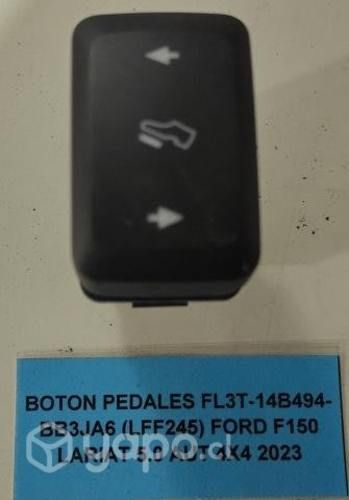 BOTON PEDALES FL3T-14B494-
BB3JA6 (LFF245) FORD F150
LARIAT 5.0 AUT 4X4 2023
yapo.cl